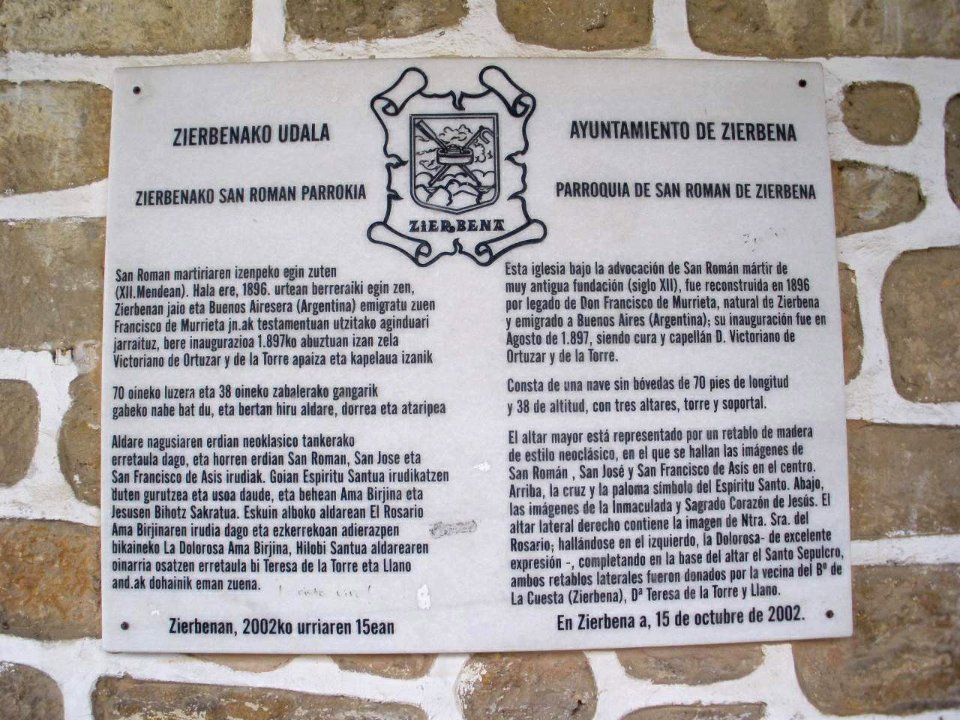 ZIERBENAKO UDALA
ZIERBENAKO SAN ROMAN PARROKIA
ZIERBENA
AYUNTAMIENTO DE ZIERBENA
PARROQUIA DE SAN ROMAN DE ZIERBENA
San Roman martiriaren izenpeko egin zuten
(XII.Mendean). Hala ere, 1896. urtean berreraiki egin zen,
Zierbenan jaio eta Buenos Airesera (Argentina) emigratu zuen
Francisco de Murrieta jn.ak testamentuan utzitako aginduari
jarraituz, bere inaugurazioa 1.897ko abuztuan izan zela
Victoriano de Ortuzar y de la Torre apaiza eta kapelaua izanik
70 oineko luzera eta 38 oineko zabalerako gangarik
gabeko nabe bat du, eta bertan hiru aldare, dorrea eta ataripea
Aldare nagusiaren erdian neoklasico tankerako
erretaula dago, eta horren erdian San Roman, San Jose eta
San Francisco de Asis irudiak. Goian Espiritu Santua irudikatzen
duten gurutzea eta usoa daude, eta behean Ama Birjina eta
Jesusen Bihotz Sakratua. Eskuin alboko aldarean El Rosario
Ama Birjinaren irudia dago eta ezkerrekoan adierazpen
bikaineko La Dolorosa Ama Birjina, Hilobi Santua aldarearen
oinarria osatzen erretaula bi Teresa de la Torre eta Llano
and.ak dohainik eman zuena.
Zierbenan, 2002ko urriaren 15ean
Esta iglesia bajo la advocación de San Román mártir de
muy antigua fundación (siglo XII), fue reconstruida en 1896
por legado de Don Francisco de Murrieta, natural de Zierbena
y emigrado a Buenos Aires (Argentina); su inauguración fue en
Agosto de 1.897, siendo cura y capellán D. Victoriano de
Ortuzar y de la Torre.
Consta de una nave sin bóvedas de 70 pies de longitud
y 38 de altitud, con tres altares, torre y soportal.
El altar mayor está representado por un retablo de madera
de estilo neoclásico, en el que se hallan las imágenes de
San Román , San José y San Francisco de Asis en el centro.
Arriba, la cruz y la paloma símbolo del Espíritu Santo. Abajo,
las imágenes de la Inmaculada y Sagrado Corazón de Jesús. El
altar lateral derecho contiene la imagen de Ntra. Sra. del
Rosario; hallándose en el izquierdo, la Dolorosa- de excelente
expresión -, completando en la base del altar el Santo Sepulcro,
ambos retablos laterales fueron donados por la vecina del Bº de
La Cuesta (Zierbena), Dª Teresa de la Torre y Llano.
En Zierbena a, 15 de octubre de 2002.